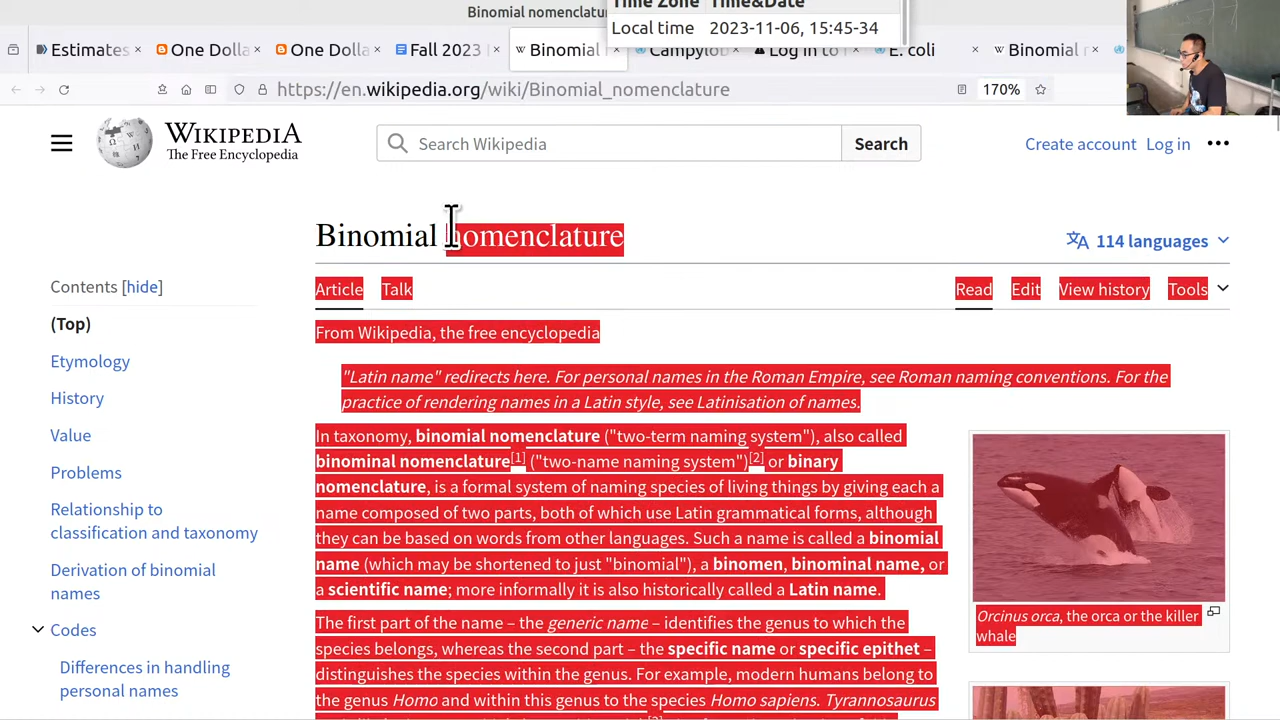 Binomial nomenclatu
Time Zone Time&Date
Local time 2023-11-06, 15:45-34
Estimates
One Dolla
One Dolla
Fall 2023
Binomial
Campylob
Log in to
E. coli
Binomial n
https://en.wikipedia.org/wiki/Binomial_nomenclature
170%
WIKIPEDIA
The Free Encyclopedia
Search Wikipedia
Search
Create account Log in
Binomial nomenclature
114 languages
Contents [hide]
(Top)
Etymology
History
Value
Problems
Relationship to
classification and taxonomy
Derivation of binomial
names
Codes
Differences in handling
personal names
Article Talk
Read Edit View history Tools
From Wikipedia, the free encyclopedia
"Latin name" redirects here. For personal names in the Roman Empire, see Roman naming conventions. For the
practice of rendering names in a Latin style, see Latinisation of names.
In taxonomy, binomial nomenclature ("two-term naming system"), also called
binominal nomenclature[1] ("two-name naming system")[2] or binary
nomenclature, is a formal system of naming species of living things by giving each a
name composed of two parts, both of which use Latin grammatical forms, although
they can be based on words from other languages. Such a name is called a binomial
name (which may be shortened to just "binomial"), a binomen, binominal name, or
a scientific name; more informally it is also historically called a Latin name.
The first part of the name – the generic name – identifies the genus to which the
species belongs, whereas the second part – the specific name or specific epithet –
distinguishes the species within the genus. For example, modern humans belong to
the genus Homo and within this genus to the species Homo sapiens. Tyrannosaurus
Orcinus orca, the orca or the killer
whale